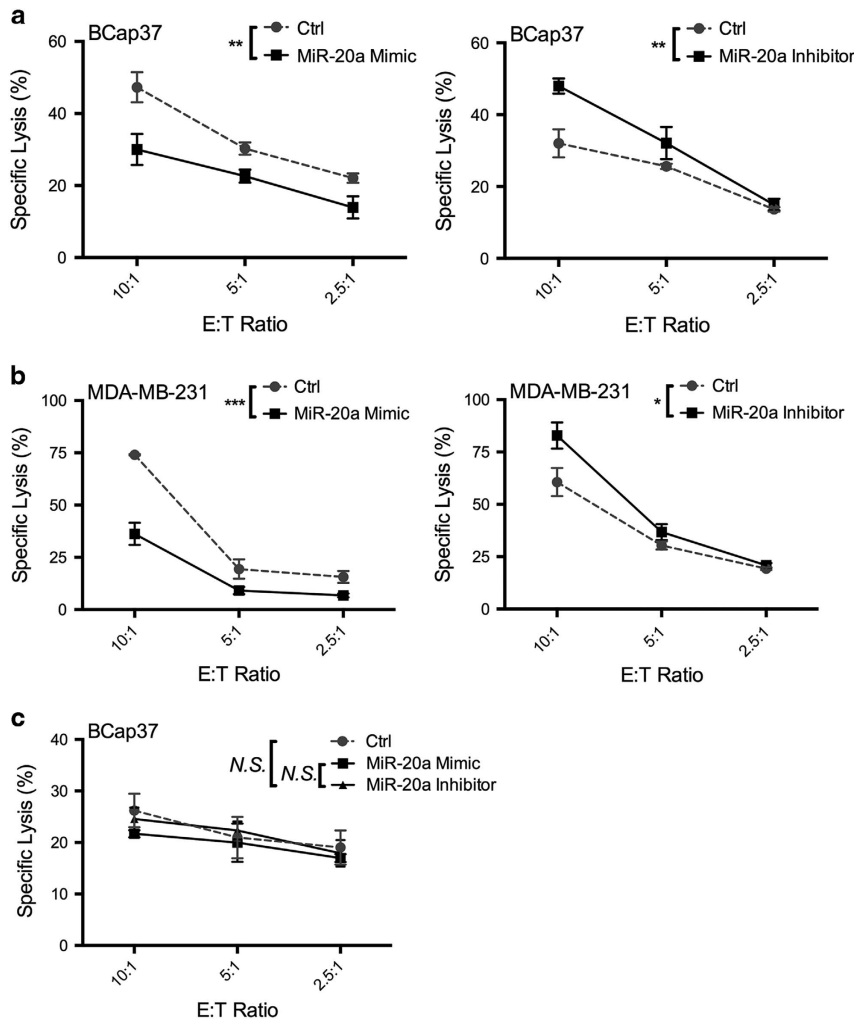 a
BCap37
Ctrl
**
MiR-20a Mimic
Specific Lysis (%)
60
40
20
0
10:1
5:1
2.5:1
E:T Ratio
BCap37
Ctrl
**
MiR-20a Inhibitor
Specific Lysis (%)
60
40
20
0
10:1
5:1
2.5:1
E:T Ratio
b
MDA-MB-231
Ctrl
***
MiR-20a Mimic
Specific Lysis (%)
100
75
50
25
0
10:1
5:1
2.5:1
E:T Ratio
MDA-MB-231
Ctrl
*
MiR-20a Inhibitor
Specific Lysis (%)
100
75
50
25
0
10:1
5:1
2.5:1
E:T Ratio
c
BCap37
Ctrl
N.S.
N.S.
MiR-20a Mimic
MiR-20a Inhibitor
Specific Lysis (%)
40
30
20
10
0
10:1
5:1
2.5:1
E:T Ratio